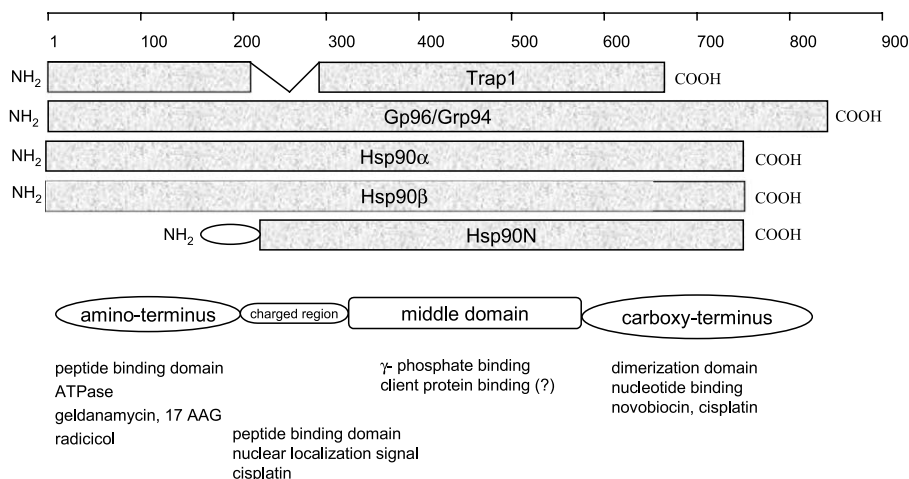 1 100 200 300 400 500 600 700 800 900
NH2 Trap1 COOH
NH2 Gp96/Grp94 COOH
NH2 Hsp90α COOH
NH2 Hsp90β COOH
NH2 Hsp90N COOH
amino-terminus charged region middle domain carboxy-terminus
peptide binding domain
ATPase
geldanamycin, 17 AAG
radicicol
peptide binding domain
nuclear localization signal
cisplatin
γ- phosphate binding
client protein binding (?)
dimerization domain
nucleotide binding
novobiocin, cisplatin